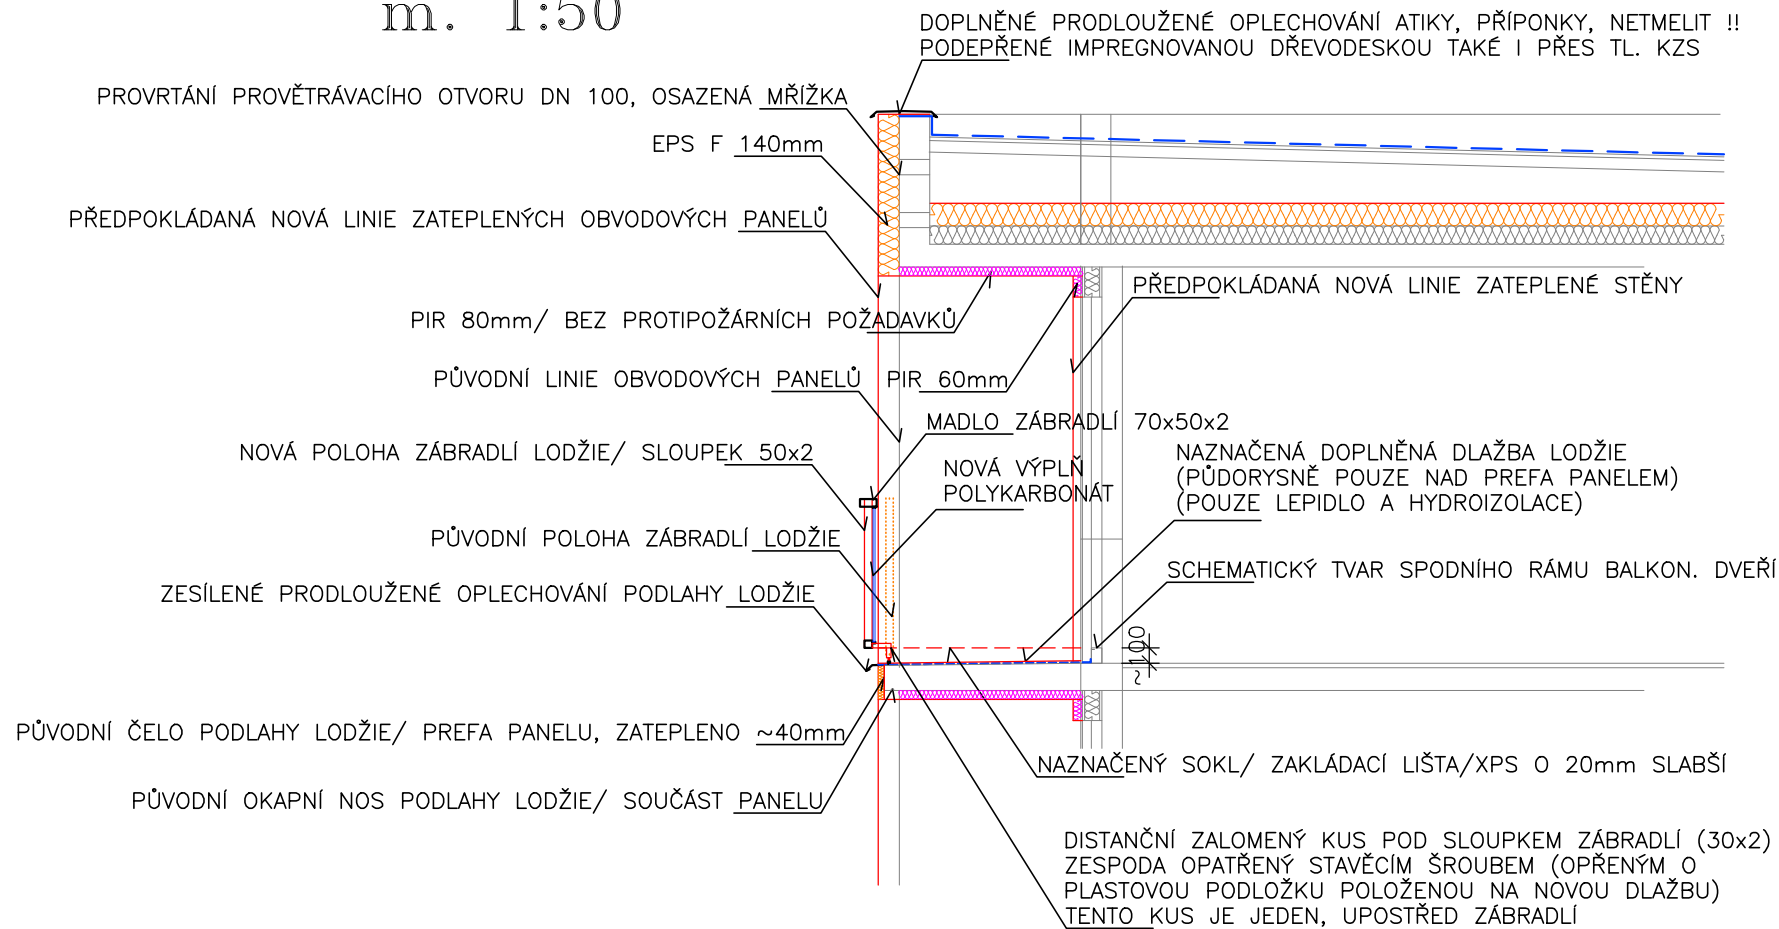 m. 1:50
DOPLNĚNÉ PRODLOUŽENÉ OPLECHOVÁNÍ ATIKY, PŘÍPONKY, NETMELIT !!
PODEPŘENÉ IMPREGNOVANOU DŘEVODESKOU TAKÉ I PŘES TL. KZS
PROVRTÁNÍ PROVĚTRÁVACÍHO OTVORU DN 100, OSAZENÁ MŘÍŽKA
EPS F 140mm
PŘEDPOKLÁDANÁ NOVÁ LINIE ZATEPLENÝCH OBVODOVÝCH PANELŮ
PŘEDPOKLÁDANÁ NOVÁ LINIE ZATEPLENÉ STĚNY
PIR 80mm/ BEZ PROTIPOŽÁRNÍCH POŽADAVKŮ
PŮVODNÍ LINIE OBVODOVÝCH PANELŮ
PIR 60mm
MADLO ZÁBRADLÍ 70x50x2
NOVÁ POLOHA ZÁBRADLÍ LODŽIE/ SLOUPEK 50x2
NOVÁ VÝPLŇ
POLYKARBONÁT
NAZNAČENÁ DOPLNĚNÁ DLAŽBA LODŽIE
(PŮDORYSNĚ POUZE NAD PREFA PANELEM)
(POUZE LEPIDLO A HYDROIZOLACE)
PŮVODNÍ POLOHA ZÁBRADLÍ LODŽIE
SCHEMATICKÝ TVAR SPODNÍHO RÁMU BALKON. DVEŘÍ
ZESÍLENÉ PRODLOUŽENÉ OPLECHOVÁNÍ PODLAHY LODŽIE
~100
PŮVODNÍ ČELO PODLAHY LODŽIE/ PREFA PANELU, ZATEPLENO ~40mm
NAZNAČENÝ SOKL/ ZAKLÁDACÍ LIŠTA/XPS O 20mm SLABŠÍ
PŮVODNÍ OKAPNÍ NOS PODLAHY LODŽIE/ SOUČÁST PANELU
DISTANČNÍ ZALOMENÝ KUS POD SLOUPKEM ZÁBRADLÍ (30x2)
ZESPODA OPATŘENÝ STAVĚCÍM ŠROUBEM (OPŘENÝM O
PLASTOVOU PODLOŽKU POLOŽENOU NA NOVOU DLAŽBU)
TENTO KUS JE JEDEN, UPOSTŘED ZÁBRADLÍ